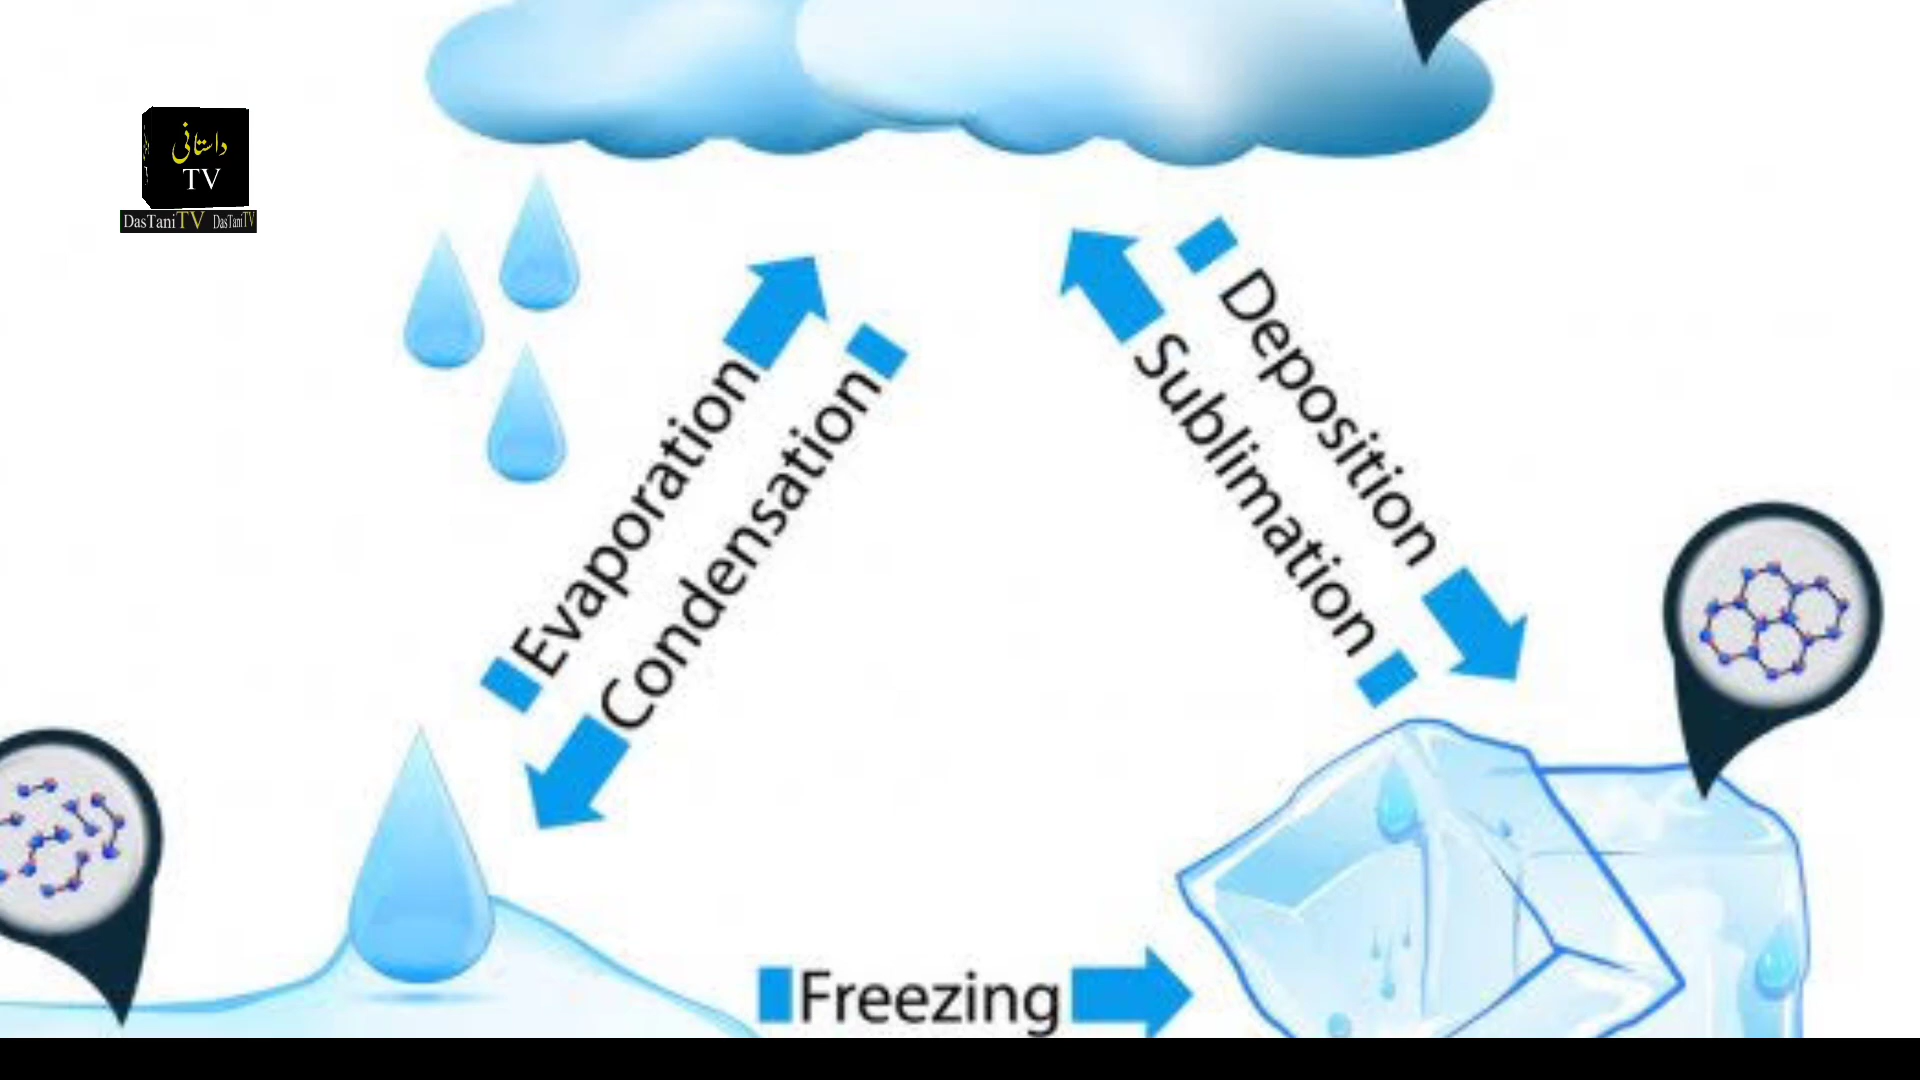 داستانی
TV
DasTaniTV DasTaniTV
Evaporation
Condensation
Deposition
Sublimation
Freezing